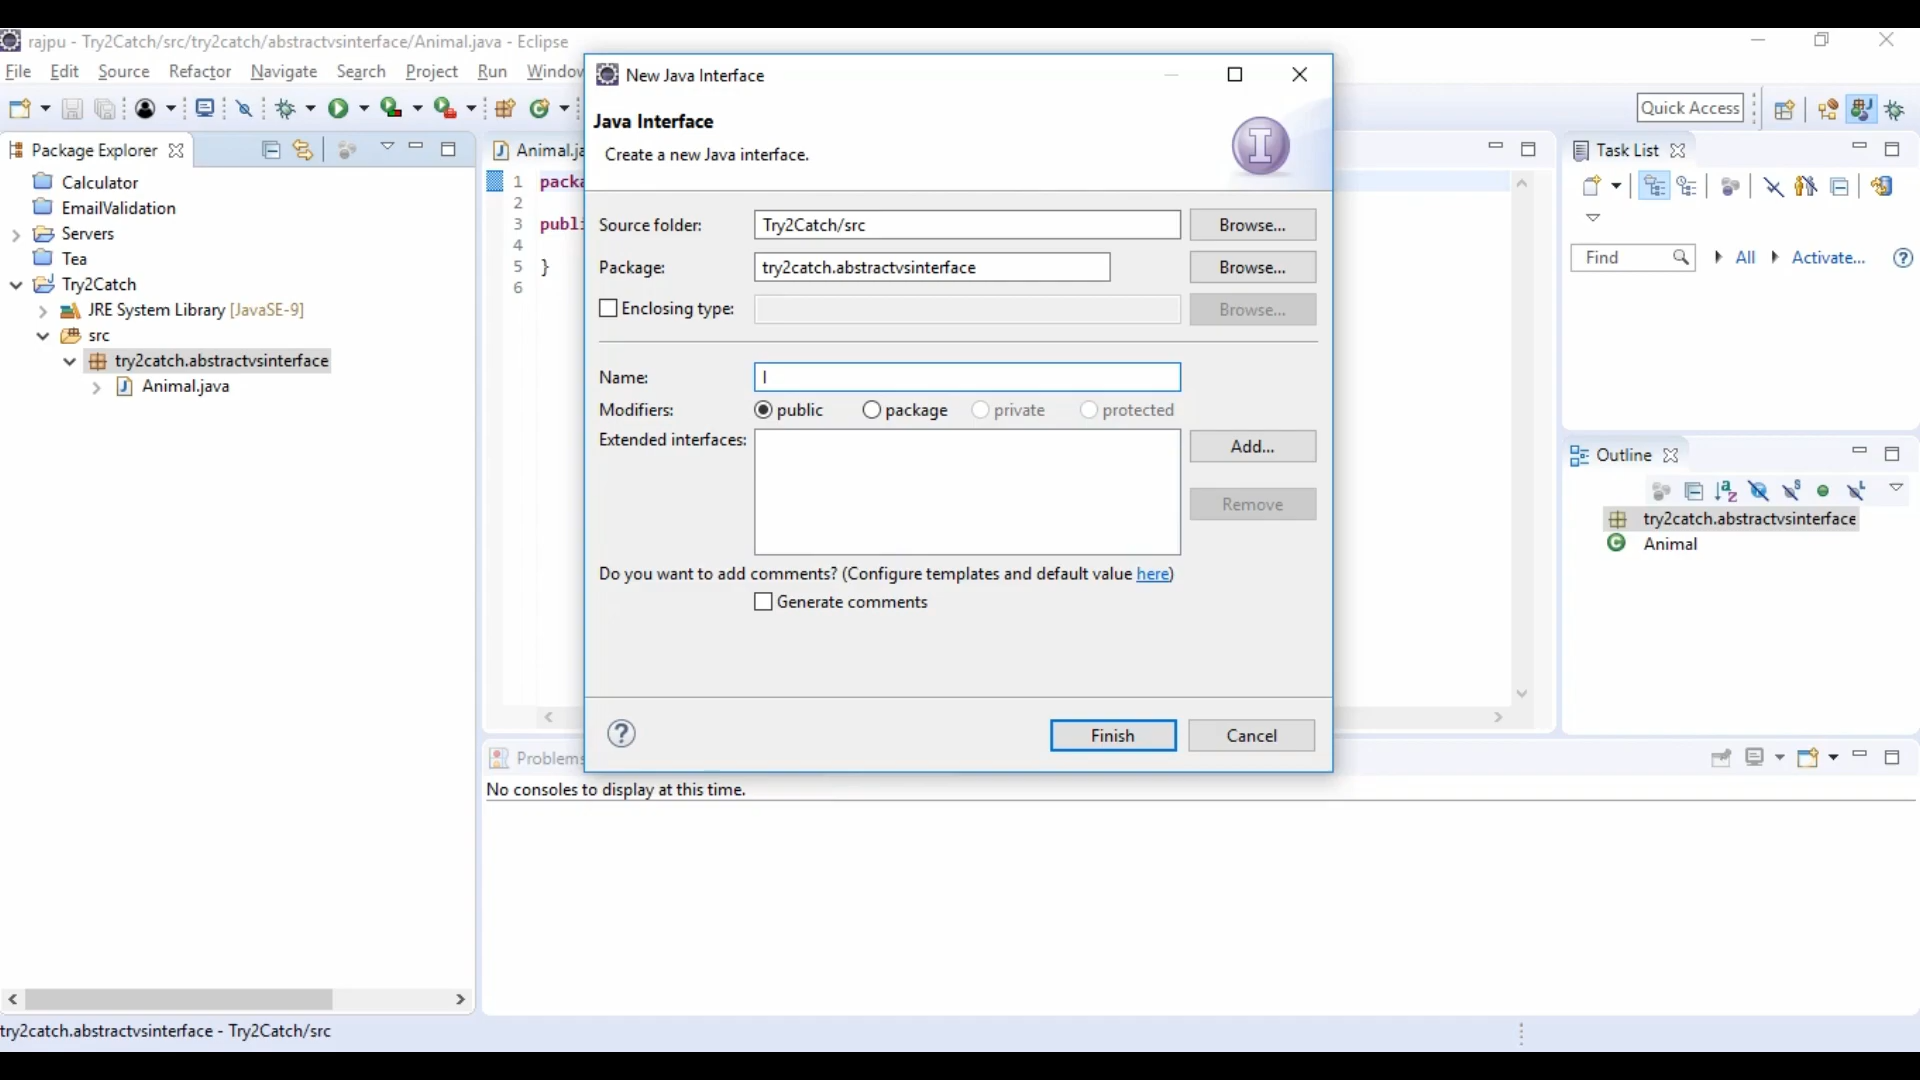 rajpu - Try2Catch/src/try2catch/abstractvsinterface/Animal.java - Eclipse
File Edit Source Refactor Navigate Search Project Run Window
Quick Access
Package Explorer
Calculator
EmailValidation
Servers
Tea
Try2Catch
JRE System Library [JavaSE-9]
src
try2catch.abstractvsinterface
Animal.java
Animal.ja
1 packa
2
3 publi
4
5 }
6
New Java Interface
Java Interface
Create a new Java interface.
Source folder: Try2Catch/src Browse...
Package: try2catch.abstractvsinterface Browse...
Enclosing type: Browse...
Name: I
Modifiers: public package private protected
Extended interfaces: Add...
Remove
Do you want to add comments? (Configure templates and default value here)
Generate comments
Finish Cancel
Task List
Find All Activate...
Outline
try2catch.abstractvsinterface
Animal
Problems
No consoles to display at this time.
try2catch.abstractvsinterface - Try2Catch/src